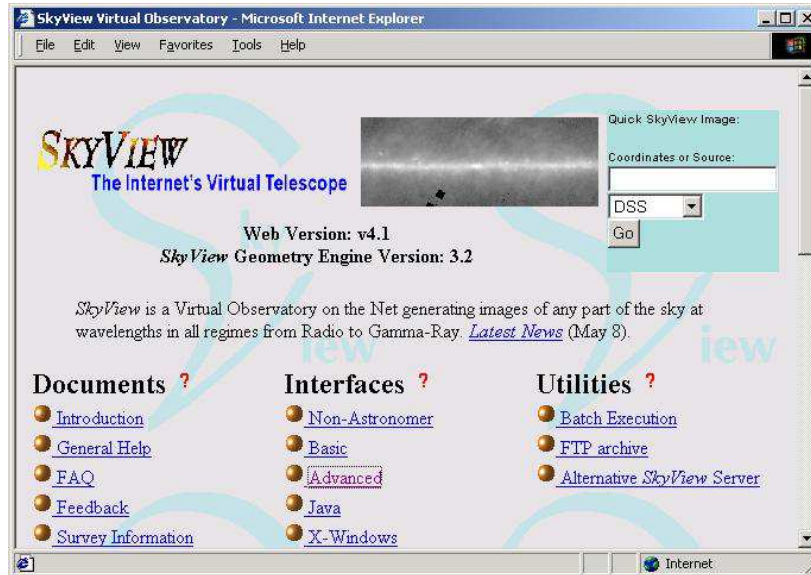 SkyView Virtual Observatory - Microsoft Internet Explorer
File Edit View Favorites Tools Help
SKYVIEW
The Internet's Virtual Telescope
Quick SkyView Image:
Coordinates or Source:
DSS
Go
Web Version: v4.1
SkyView Geometry Engine Version: 3.2
SkyView is a Virtual Observatory on the Net generating images of any part of the sky at
wavelengths in all regimes from Radio to Gamma-Ray. Latest News (May 8).
Documents ?
Introduction
General Help
FAQ
Feedback
Survey Information
Interfaces ?
Non-Astronomer
Basic
Advanced
Java
X-Windows
Utilities ?
Batch Execution
FTP archive
Alternative SkyView Server
Internet